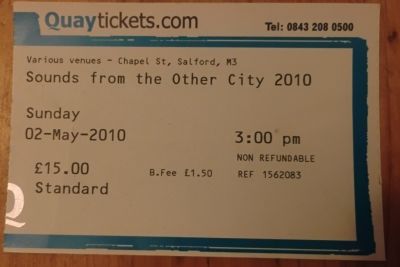 Quaytickets.com
Tel: 0843 208 0500
Various venues - Chapel St, Salford, M3
Sounds from the Other City 2010
Sunday
02-May-2010
3:00 pm
NON REFUNDABLE
£15.00
B.Fee £1.50
REF 1562083
Standard
Q